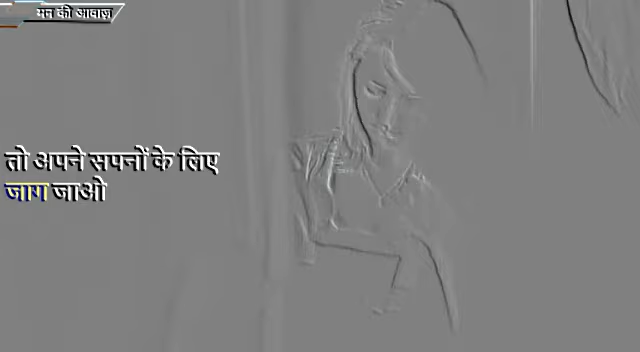 मन की आवाज़
तो अपने सपनों के लिए
जाग जाओ